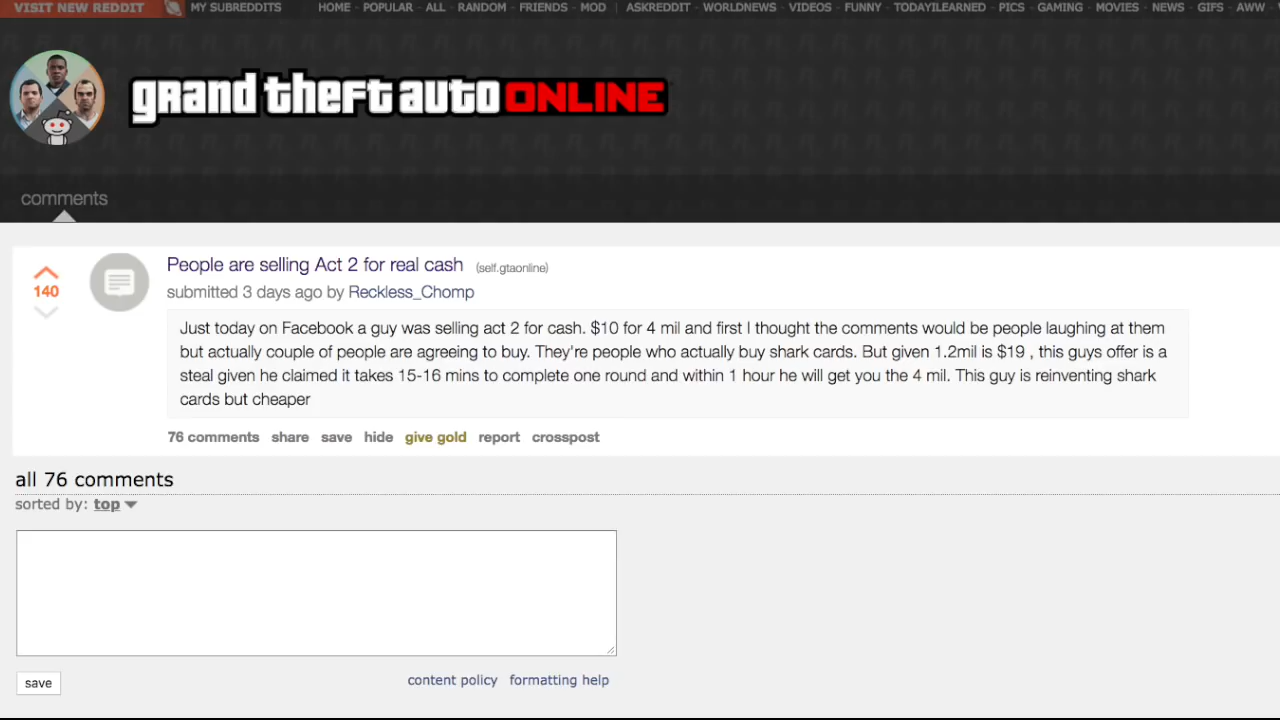 VISIT NEW REDDIT MY SUBREDDITS HOME - POPULAR - ALL - RANDOM - FRIENDS - MOD | ASKREDDIT - WORLDNEWS - VIDEOS - FUNNY - TODAYILEARNED - PICS - GAMING - MOVIES - NEWS - GIFS - AWW -
grand theft auto ONLINE
comments
People are selling Act 2 for real cash (self.gtaonline)
140
submitted 3 days ago by Reckless_Chomp
Just today on Facebook a guy was selling act 2 for cash. $10 for 4 mil and first I thought the comments would be people laughing at them
but actually couple of people are agreeing to buy. They're people who actually buy shark cards. But given 1.2mil is $19 , this guys offer is a
steal given he claimed it takes 15-16 mins to complete one round and within 1 hour he will get you the 4 mil. This guy is reinventing shark
cards but cheaper
76 comments share save hide give gold report crosspost
all 76 comments
sorted by: top
save content policy formatting help